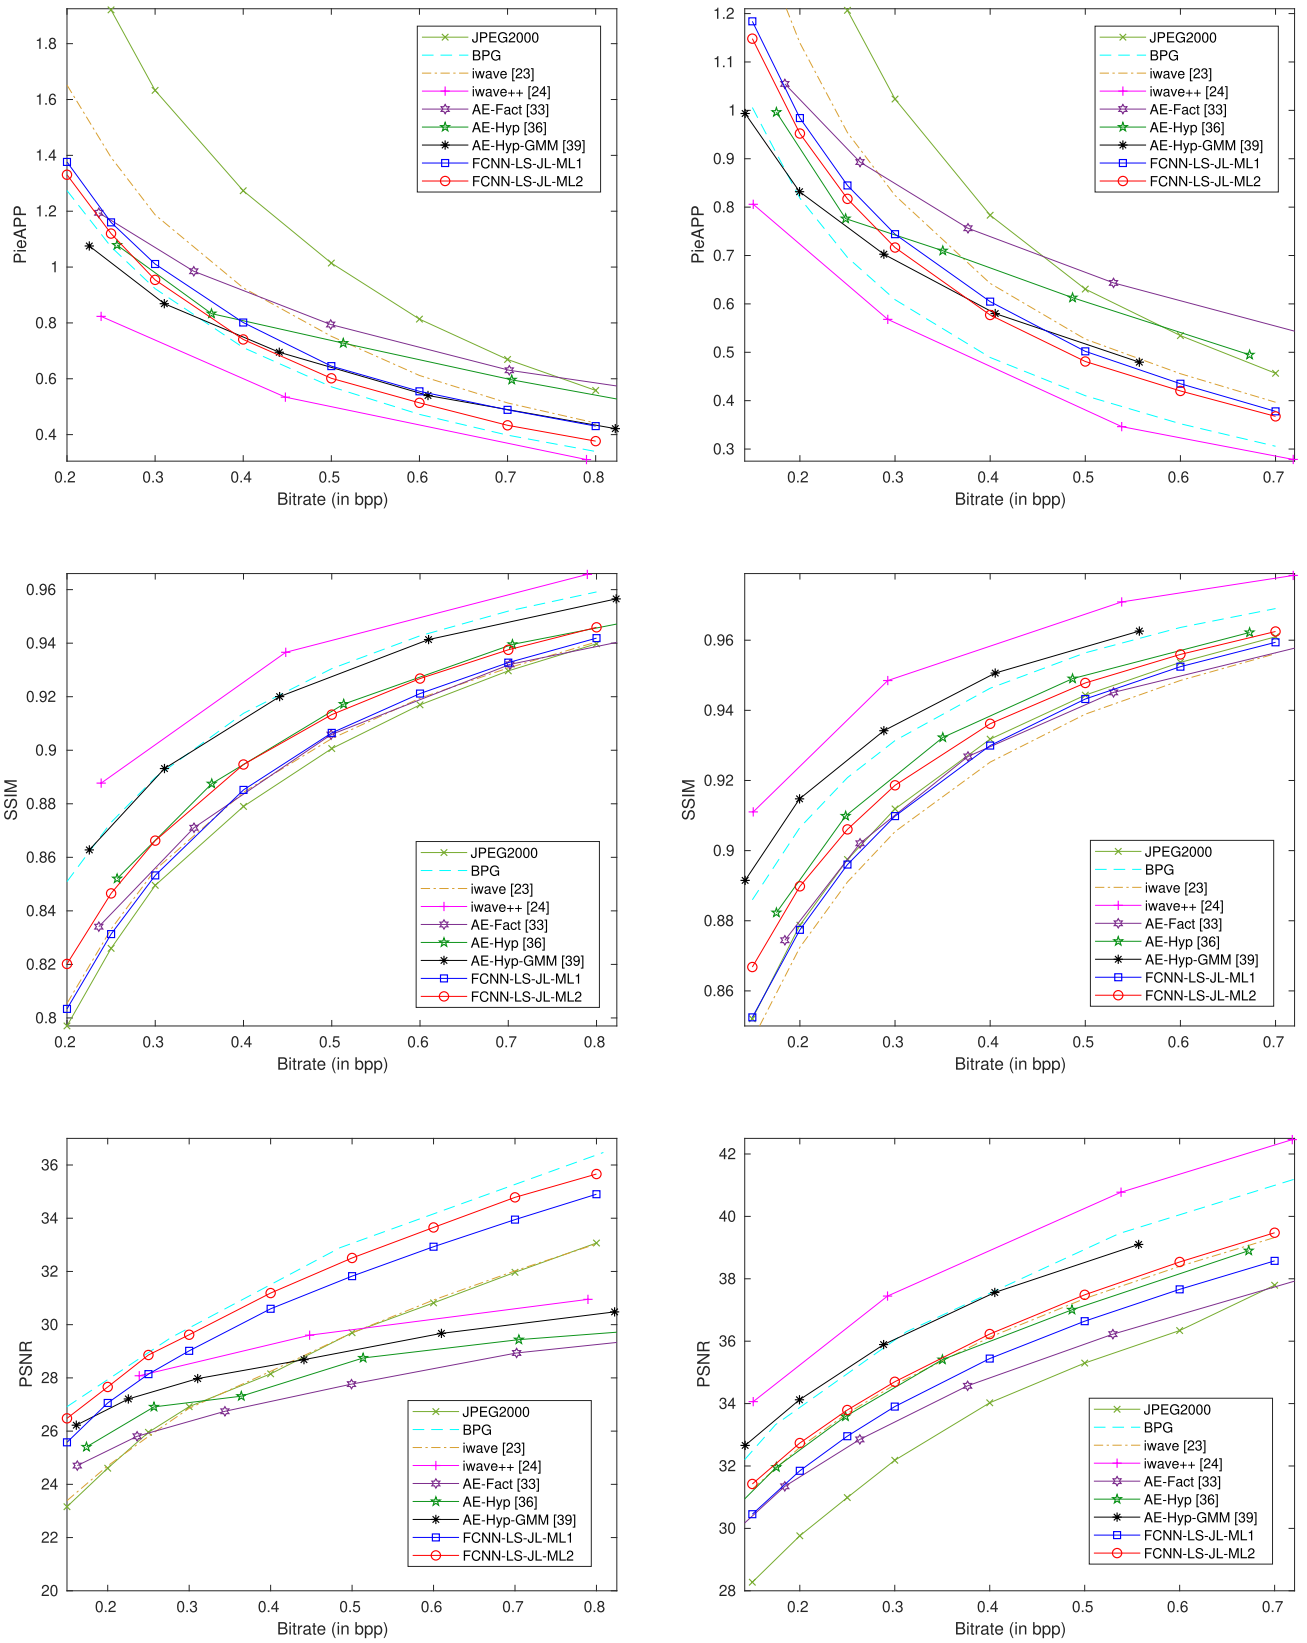 1.8
1.6
1.4
1.2
1
0.8
0.6
0.4
PieAPP
0.2 0.3 0.4 0.5 0.6 0.7 0.8
Bitrate (in bpp)
JPEG2000
BPG
iwave [23]
iwave++ [24]
AE-Fact [33]
AE-Hyp [36]
AE-Hyp-GMM [39]
FCNN-LS-JL-ML1
FCNN-LS-JL-ML2
1.2
1.1
1
0.9
0.8
0.7
0.6
0.5
0.4
0.3
PieAPP
0.2 0.3 0.4 0.5 0.6 0.7
Bitrate (in bpp)
JPEG2000
BPG
iwave [23]
iwave++ [24]
AE-Fact [33]
AE-Hyp [36]
AE-Hyp-GMM [39]
FCNN-LS-JL-ML1
FCNN-LS-JL-ML2
0.96
0.94
0.92
0.9
0.88
0.86
0.84
0.82
0.8
SSIM
0.2 0.3 0.4 0.5 0.6 0.7 0.8
Bitrate (in bpp)
JPEG2000
BPG
iwave [23]
iwave++ [24]
AE-Fact [33]
AE-Hyp [36]
AE-Hyp-GMM [39]
FCNN-LS-JL-ML1
FCNN-LS-JL-ML2
0.96
0.94
0.92
0.9
0.88
0.86
SSIM
0.2 0.3 0.4 0.5 0.6 0.7
Bitrate (in bpp)
JPEG2000
BPG
iwave [23]
iwave++ [24]
AE-Fact [33]
AE-Hyp [36]
AE-Hyp-GMM [39]
FCNN-LS-JL-ML1
FCNN-LS-JL-ML2
36
34
32
30
28
26
24
22
20
PSNR
0.2 0.3 0.4 0.5 0.6 0.7 0.8
Bitrate (in bpp)
JPEG2000
BPG
iwave [23]
iwave++ [24]
AE-Fact [33]
AE-Hyp [36]
AE-Hyp-GMM [39]
FCNN-LS-JL-ML1
FCNN-LS-JL-ML2
42
40
38
36
34
32
30
28
PSNR
0.2 0.3 0.4 0.5 0.6 0.7
Bitrate (in bpp)
JPEG2000
BPG
iwave [23]
iwave++ [24]
AE-Fact [33]
AE-Hyp [36]
AE-Hyp-GMM [39]
FCNN-LS-JL-ML1
FCNN-LS-JL-ML2